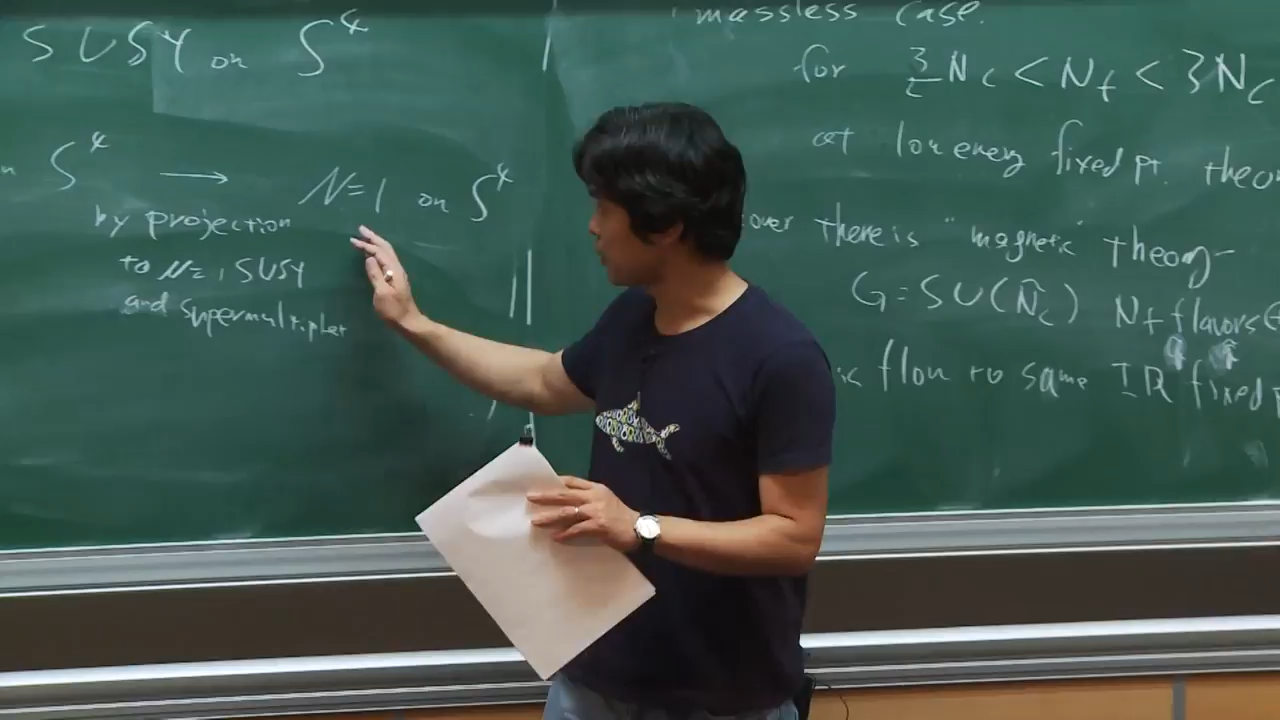 SUSY on S⁴
n S⁴ → N=1 on S⁴
by projection
to N=1 SUSY
and supermultiplet
massless case.
for 3/2 Nc < Nf < 3Nc
at low energy fixed pt. theo
over there is "magnetic" theory
G=SU(Ñc) Nf flavors
flow to same IR fixed p
q q̃